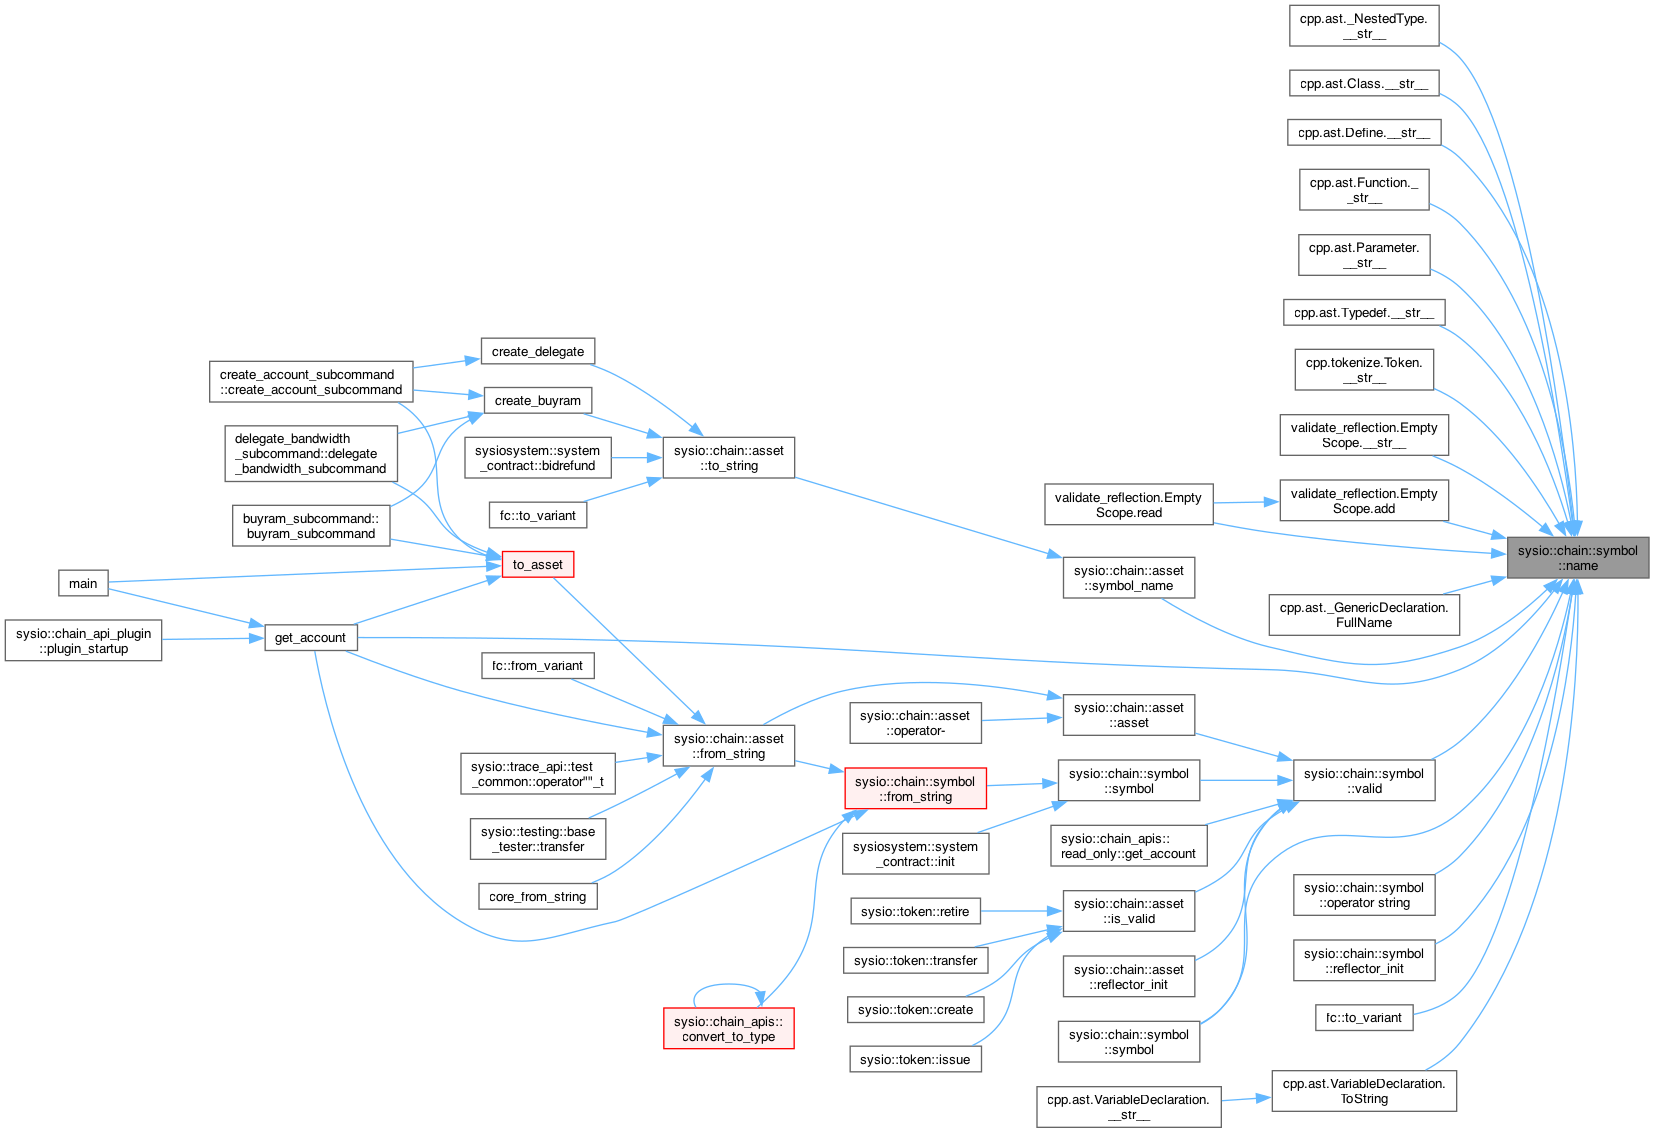 cpp.ast._NestedType.
__str__
cpp.ast.Class.__str__
cpp.ast.Define.__str__
cpp.ast.Function._
_str__
cpp.ast.Parameter.
__str__
cpp.ast.Typedef.__str__
cpp.tokenize.Token.
__str__
validate_reflection.Empty
Scope.__str__
validate_reflection.Empty
Scope.add
validate_reflection.Empty
Scope.read
sysio::chain::symbol
::name
cpp.ast._GenericDeclaration.
FullName
create_delegate
create_account_subcommand
::create_account_subcommand
create_buyram
delegate_bandwidth
_subcommand::delegate
_bandwidth_subcommand
sysiosystem::system
_contract::bidrefund
sysio::chain::asset
::to_string
fc::to_variant
buyram_subcommand::
buyram_subcommand
to_asset
main
sysio::chain::asset
::symbol_name
sysio::chain_api_plugin
::plugin_startup
get_account
fc::from_variant
sysio::chain::asset
::from_string
sysio::chain::asset
::operator-
sysio::chain::asset
::asset
sysio::trace_api::test
_common::operator""_t
sysio::chain::symbol
::from_string
sysio::chain::symbol
::symbol
sysio::chain::symbol
::valid
sysio::testing::base
_tester::transfer
sysiosystem::system
_contract::init
sysio::chain_apis::
read_only::get_account
core_from_string
sysio::token::retire
sysio::chain::asset
::is_valid
sysio::chain::symbol
::operator string
sysio::token::transfer
sysio::chain::asset
::reflector_init
sysio::chain::symbol
::reflector_init
sysio::chain_apis::
convert_to_type
sysio::token::create
fc::to_variant
sysio::token::issue
sysio::chain::symbol
::symbol
cpp.ast.VariableDeclaration.
__str__
cpp.ast.VariableDeclaration.
ToString